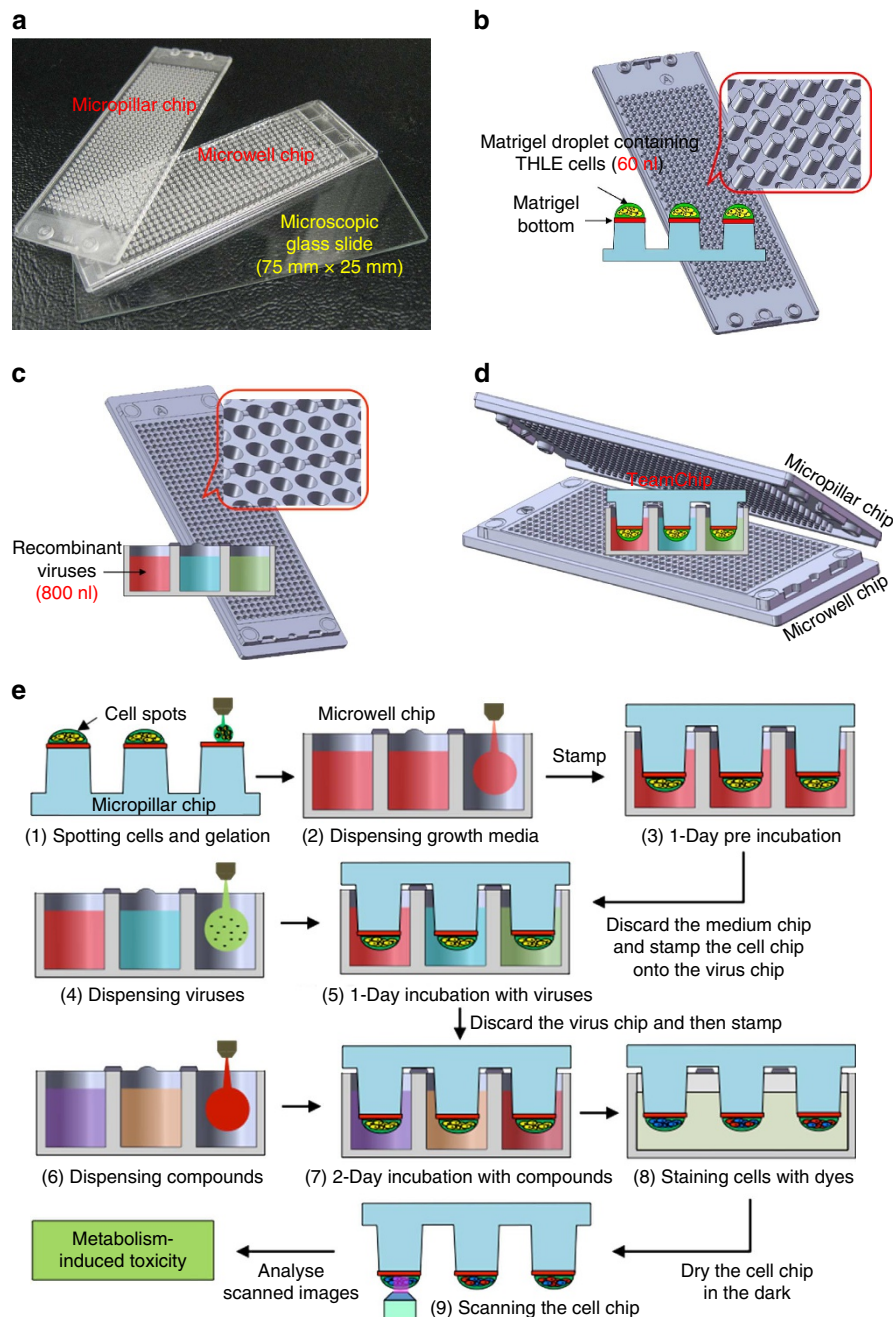 a
Micropillar chip
Microwell chip
Microscopic
glass slide
(75 mm × 25 mm)
b
Matrigel droplet containing
THLE cells (60 nl)
Matrigel
bottom
A
c
A
Recombinant
viruses
(800 nl)
d
TeamChip
Micropillar chip
Microwell chip
e
Cell spots
Micropillar chip
(1) Spotting cells and gelation
Microwell chip
(2) Dispensing growth media
Stamp
(3) 1-Day pre incubation
Discard the medium chip
and stamp the cell chip
onto the virus chip
(4) Dispensing viruses
(5) 1-Day incubation with viruses
Discard the virus chip and then stamp
(6) Dispensing compounds
(7) 2-Day incubation with compounds
(8) Staining cells with dyes
Dry the cell chip
in the dark
(9) Scanning the cell chip
Analyse
scanned images
Metabolism-
induced toxicity